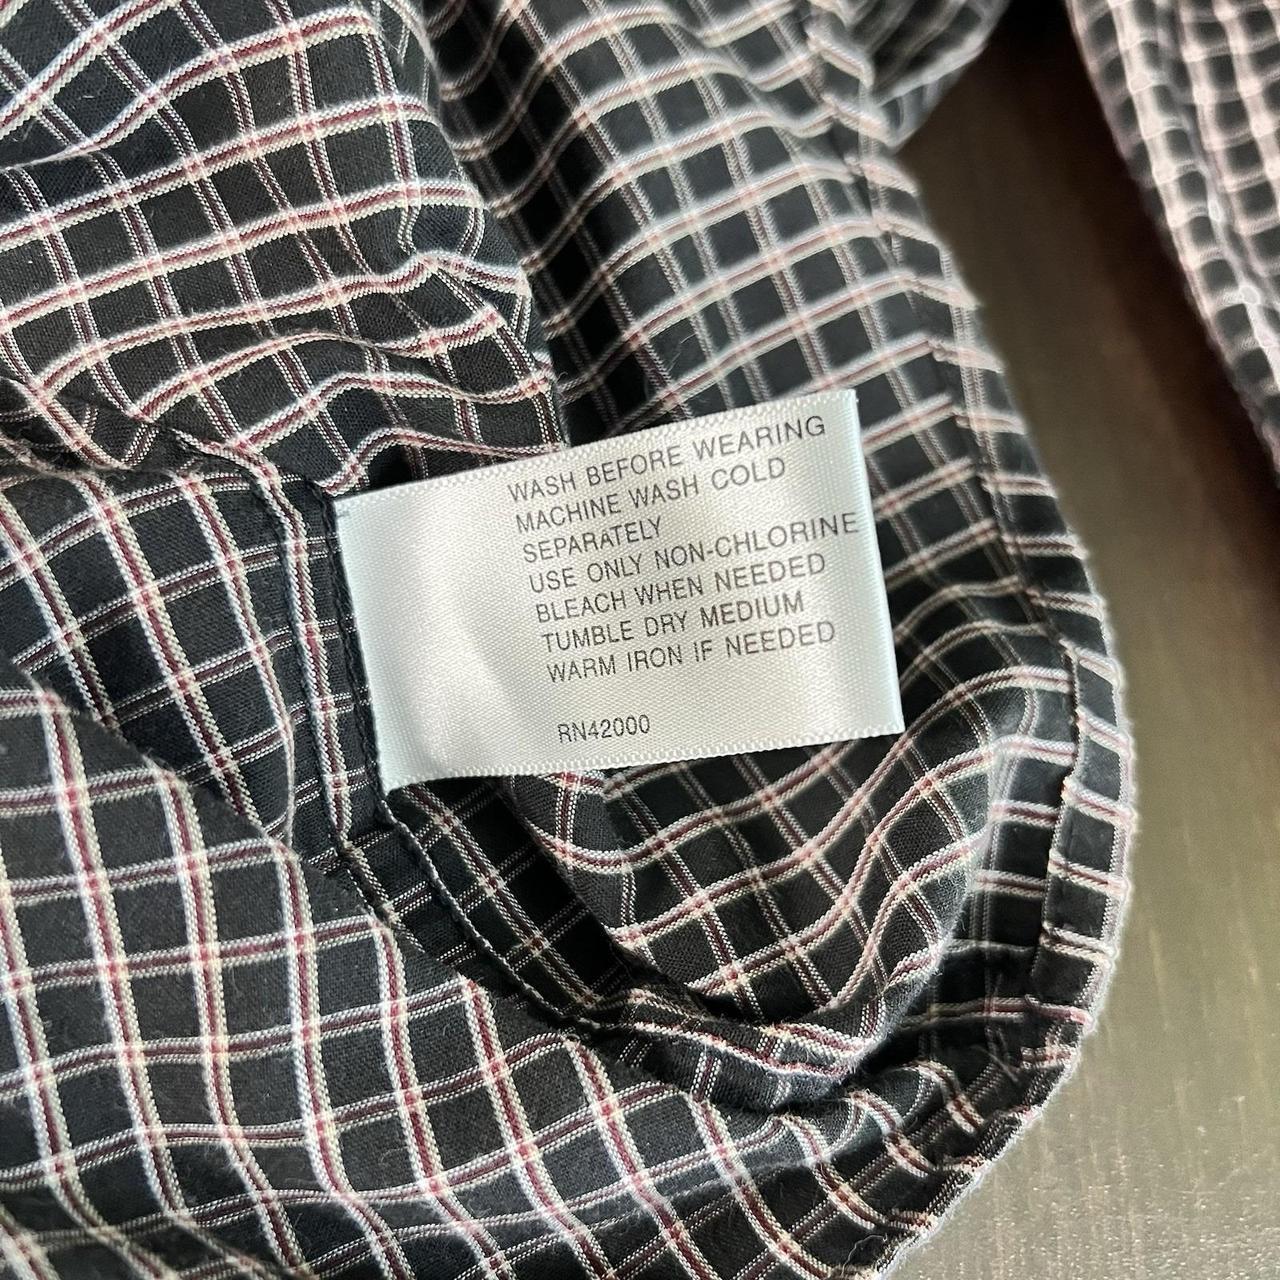 WASH BEFORE WEARING
MACHINE WASH COLD
SEPARATELY
USE ONLY NON-CHLORINE
BLEACH WHEN NEEDED
TUMBLE DRY MEDIUM
WARM IRON IF NEEDED
RN42000